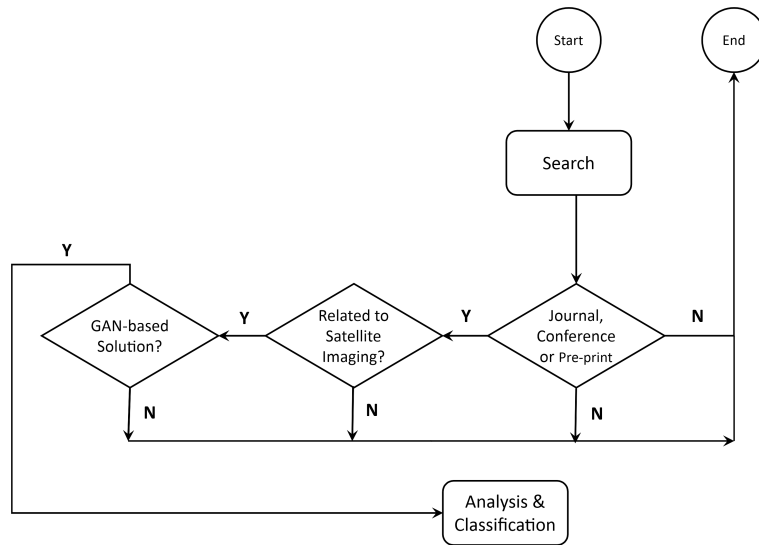 Start
End
Search
Y
Journal,
Conference
or Pre-print
N
Y
Related to
Satellite
Imaging?
Y
GAN-based
Solution?
N
N
N
Analysis &
Classification